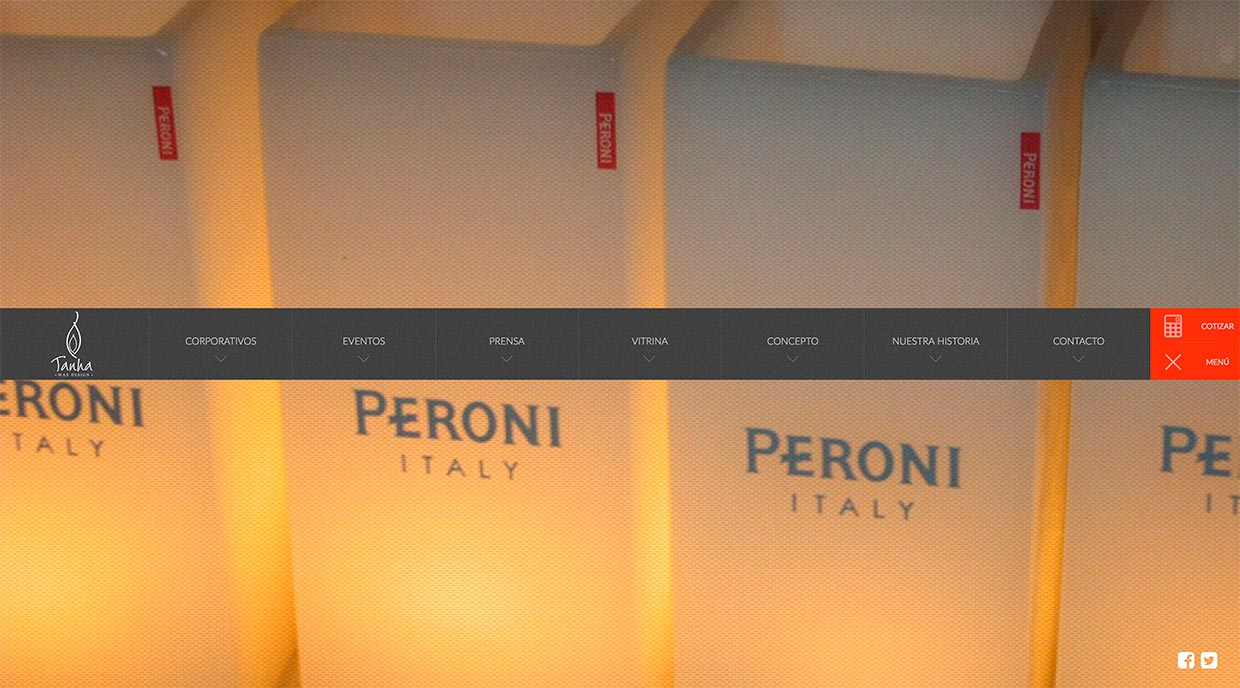 PERONI
PERONI
PERONI
Tanha
• WAX DESIGN •
CORPORATIVOS
EVENTOS
PRENSA
VITRINA
CONCEPTO
NUESTRA HISTORIA
CONTACTO
COTIZAR
MENÚ
ERONI
TALY
PERONI
ITALY
PERONI
ITALY
PE
IT